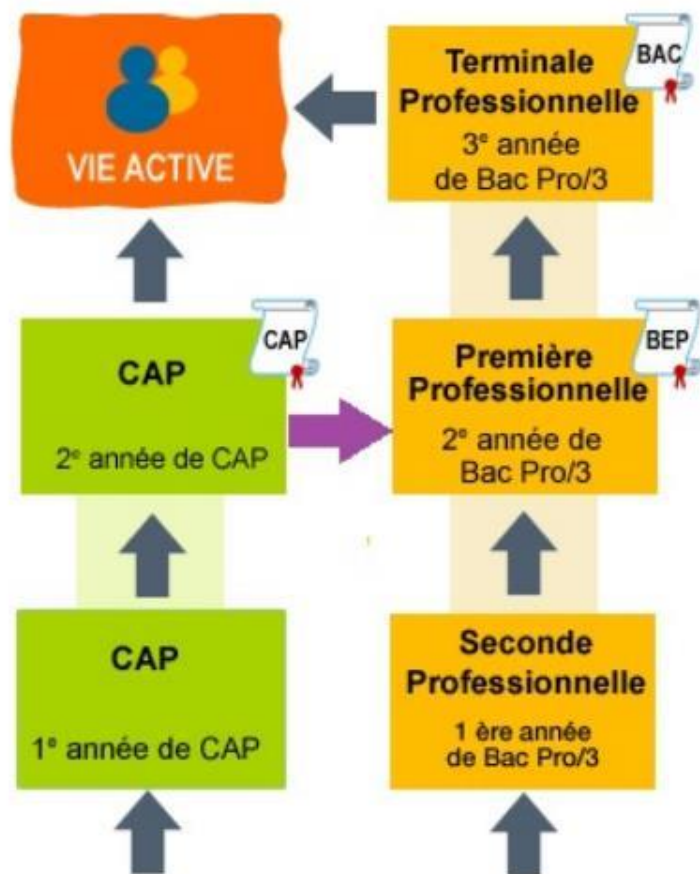 VIE ACTIVE
Terminale
Professionnelle
3e année
de Bac Pro/3
BAC
CAP
2e année de CAP
CAP
Première
Professionnelle
2e année de
Bac Pro/3
BEP
CAP
1e année de CAP
Seconde
Professionnelle
1 ère année
de Bac Pro/3